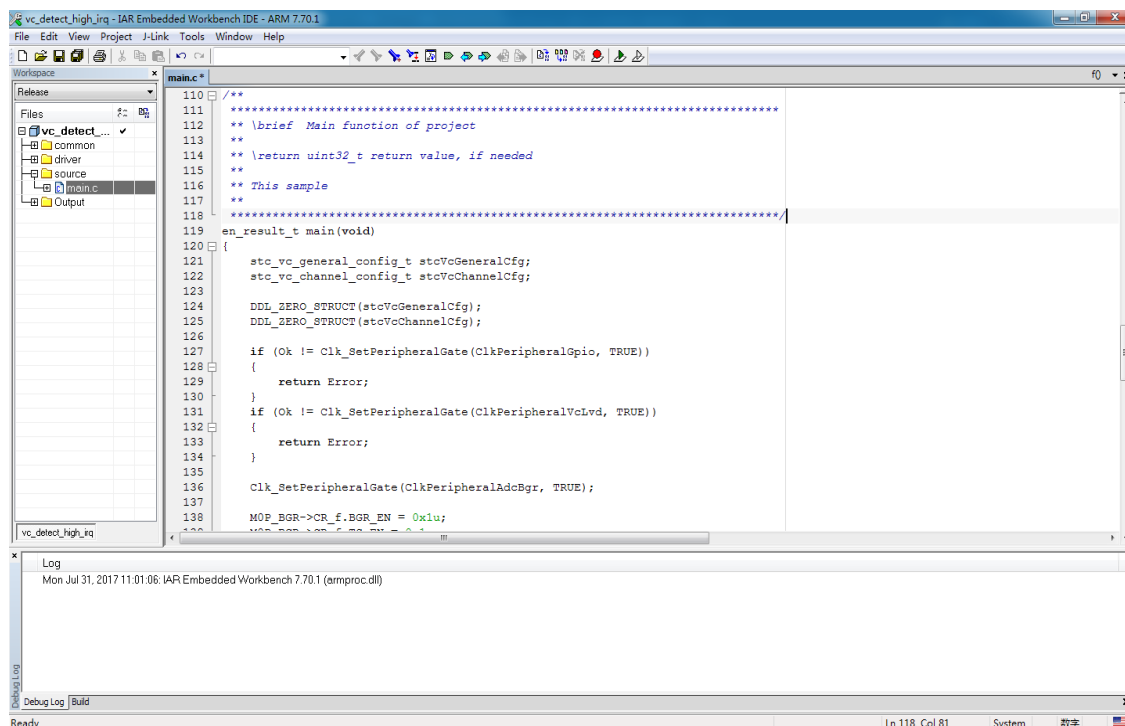 vc_detect_high_irq - IAR Embedded Workbench IDE - ARM 7.70.1
File Edit View Project J-Link Tools Window Help
Workspace
main.c *
f()
Release
Files
vc_detect_...
common
driver
source
main.c
Output
110 /**
111 ******************************************************************************
112 ** \brief  Main function of project
113 **
114 ** \return uint32_t return value, if needed
115 **
116 ** This sample
117 **
118 ******************************************************************************/
119 en_result_t main(void)
120 {
121     stc_vc_general_config_t stcVcGeneralCfg;
122     stc_vc_channel_config_t stcVcChannelCfg;
123
124     DDL_ZERO_STRUCT(stcVcGeneralCfg);
125     DDL_ZERO_STRUCT(stcVcChannelCfg);
126
127     if (Ok != Clk_SetPeripheralGate(ClkPeripheralGpio, TRUE))
128     {
129         return Error;
130     }
131     if (Ok != Clk_SetPeripheralGate(ClkPeripheralVcLvd, TRUE))
132     {
133         return Error;
134     }
135
136     Clk_SetPeripheralGate(ClkPeripheralAdcBgr, TRUE);
137
138     M0P_BGR->CR_f.BGR_EN = 0x1u;
vc_detect_high_irq
Log
Mon Jul 31, 2017 11:01:06: IAR Embedded Workbench 7.70.1 (armproc.dll)
Debug Log
Debug Log Build
Ready
Ln 118, Col 81 System 数字